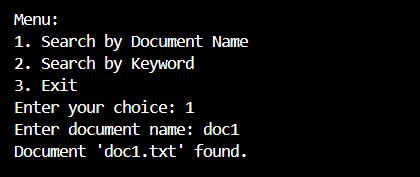 Menu:
1. Search by Document Name
2. Search by Keyword
3. Exit
Enter your choice: 1
Enter document name: doc1
Document 'doc1.txt' found.